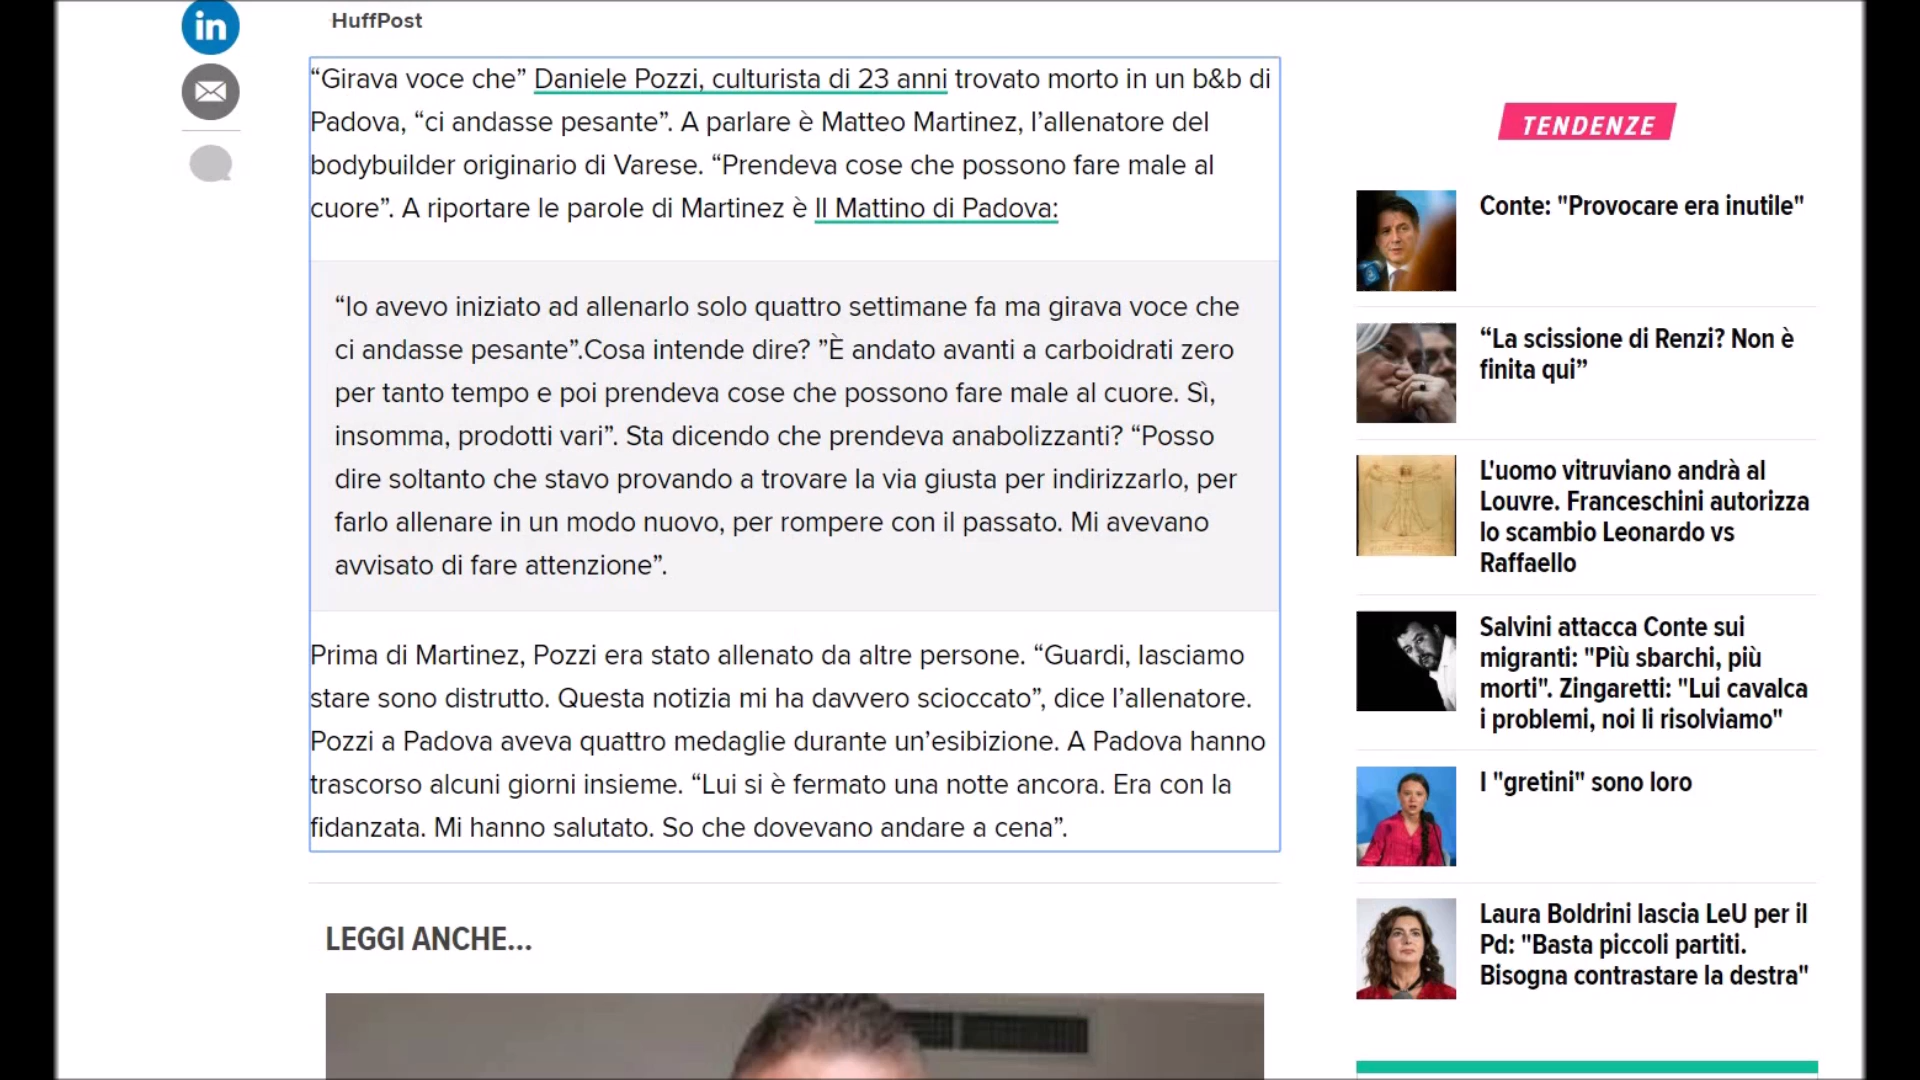 in
HuffPost
“Girava voce che” Daniele Pozzi, culturista di 23 anni trovato morto in un b&b di
Padova, “ci andasse pesante”. A parlare è Matteo Martinez, l’allenatore del
bodybuilder originario di Varese. “Prendeva cose che possono fare male al
cuore”. A riportare le parole di Martinez è Il Mattino di Padova:
“Io avevo iniziato ad allenarlo solo quattro settimane fa ma girava voce che
ci andasse pesante”.Cosa intende dire? ”È andato avanti a carboidrati zero
per tanto tempo e poi prendeva cose che possono fare male al cuore. Sì,
insomma, prodotti vari”. Sta dicendo che prendeva anabolizzanti? “Posso
dire soltanto che stavo provando a trovare la via giusta per indirizzarlo, per
farlo allenare in un modo nuovo, per rompere con il passato. Mi avevano
avvisato di fare attenzione”.
Prima di Martinez, Pozzi era stato allenato da altre persone. “Guardi, lasciamo
stare sono distrutto. Questa notizia mi ha davvero scioccato”, dice l’allenatore.
Pozzi a Padova aveva quattro medaglie durante un’esibizione. A Padova hanno
trascorso alcuni giorni insieme. “Lui si è fermato una notte ancora. Era con la
fidanzata. Mi hanno salutato. So che dovevano andare a cena”.
LEGGI ANCHE...
TENDENZE
Conte: "Provocare era inutile"
“La scissione di Renzi? Non è
finita qui”
L'uomo vitruviano andrà al
Louvre. Franceschini autorizza
lo scambio Leonardo vs
Raffaello
Salvini attacca Conte sui
migranti: "Più sbarchi, più
morti". Zingaretti: "Lui cavalca
i problemi, noi li risolviamo"
I "gretini" sono loro
Laura Boldrini lascia LeU per il
Pd: "Basta piccoli partiti.
Bisogna contrastare la destra"